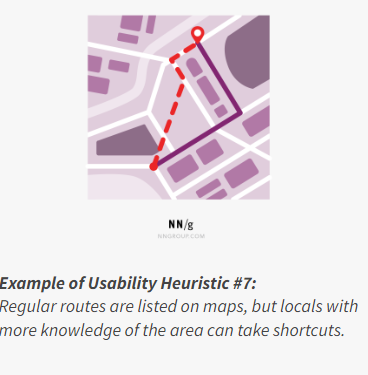 NN/g
NNGROUP.COM
Example of Usability Heuristic #7:
Regular routes are listed on maps, but locals with
more knowledge of the area can take shortcuts.